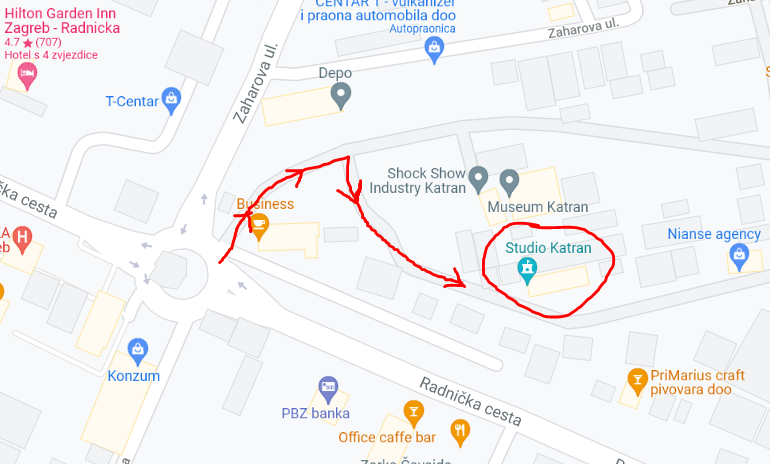 Hilton Garden Inn
Zagreb - Radnicka
4.7 ★ (707)
Hotel s 4 zvjezdice
CENTAR 1 - vulkanizer
i praona automobila doo
Autopraonica
Zaharova ul.
Zaharova ul.
Depo
T-Centar
Shock Show
Industry Katran
Museum Katran
Business
Studio Katran
Nianse agency
Konzum
PBZ banka
Radnička cesta
Office caffe bar
PriMarius craft
pivovara doo